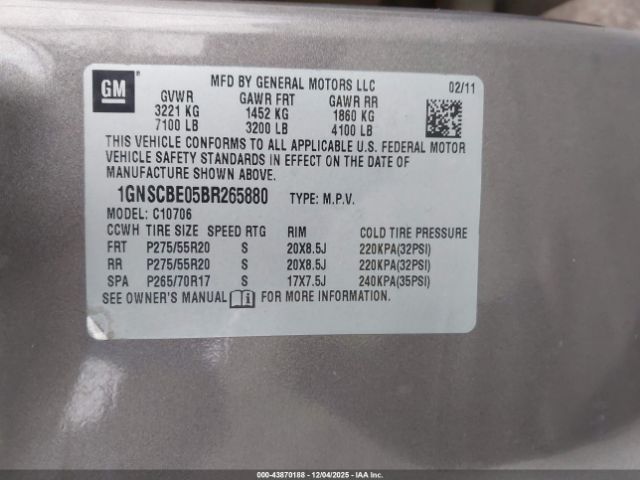 GM
MFD BY GENERAL MOTORS LLC
02/11
GVWR GAWR FRT GAWR RR
3221 KG 1452 KG 1860 KG
7100 LB 3200 LB 4100 LB
THIS VEHICLE CONFORMS TO ALL APPLICABLE U.S. FEDERAL MOTOR
VEHICLE SAFETY STANDARDS IN EFFECT ON THE DATE OF
MANUFACTURE SHOWN ABOVE.
1GNSCBE05BR265880 TYPE: M.P.V.
MODEL: C10706
CCWH TIRE SIZE SPEED RTG RIM COLD TIRE PRESSURE
FRT P275/55R20 S 20X8.5J 220KPA(32PSI)
RR P275/55R20 S 20X8.5J 220KPA(32PSI)
SPA P265/70R17 S 17X7.5J 240KPA(35PSI)
SEE OWNER'S MANUAL FOR MORE INFORMATION.
000-43870188 - 12/04/2025 - IAAI.COM